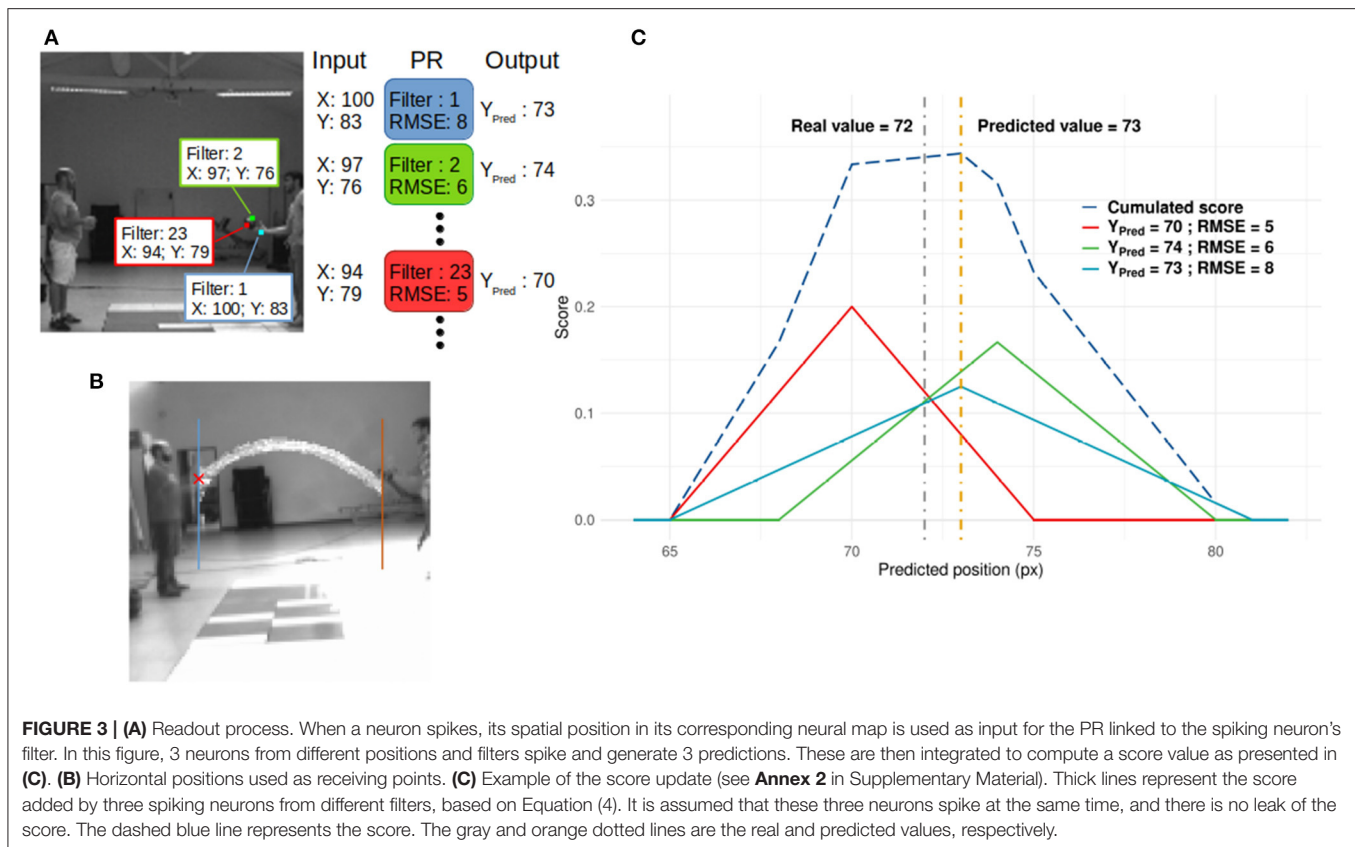 A
Input PR Output
X: 100
Y: 83
Filter : 1
RMSE: 8
Y_Pred : 73
X: 97
Y: 76
Filter : 2
RMSE: 6
Y_Pred : 74
X: 94
Y: 79
Filter : 23
RMSE: 5
Y_Pred : 70
Filter: 2
X: 97; Y: 76
Filter: 23
X: 94; Y: 79
Filter: 1
X: 100; Y: 83
B
C
Real value = 72
Predicted value = 73
Cumulated score
Y_Pred = 70 ; RMSE = 5
Y_Pred = 74 ; RMSE = 6
Y_Pred = 73 ; RMSE = 8
Score
0.3
0.2
0.1
0.0
65 70 75 80
Predicted position (px)
FIGURE 3 | (A) Readout process. When a neuron spikes, its spatial position in its corresponding neural map is used as input for the PR linked to the spiking neuron's
filter. In this figure, 3 neurons from different positions and filters spike and generate 3 predictions. These are then integrated to compute a score value as presented in
(C). (B) Horizontal positions used as receiving points. (C) Example of the score update (see Annex 2 in Supplementary Material). Thick lines represent the score
added by three spiking neurons from different filters, based on Equation (4). It is assumed that these three neurons spike at the same time, and there is no leak of the
score. The dashed blue line represents the score. The gray and orange dotted lines are the real and predicted values, respectively.